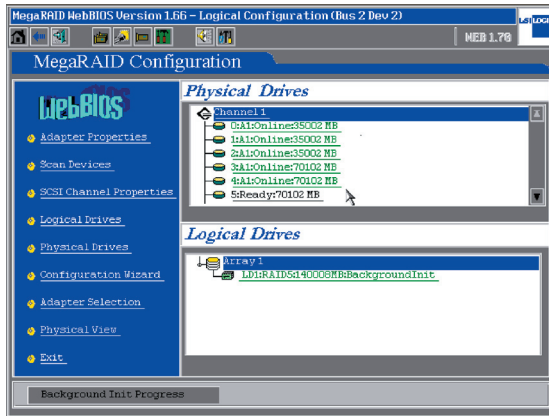 MegaRAID WebBIOS Version 1.66 - Logical Configuration (Bus 2 Dev 2)
LSI LOGIC
WEB 1.78
MegaRAID Configuration
WebBIOS
Adapter Properties
Scan Devices
SCSI Channel Properties
Logical Drives
Physical Drives
Configuration Wizard
Adapter Selection
Physical View
Exit
Physical Drives
Channel 1
0:A1:Online:35002 MB
1:A1:Online:35002 MB
2:A1:Online:35002 MB
3:A1:Online:70102 MB
4:A1:Online:70102 MB
5:Ready:70102 MB
Logical Drives
Array 1
LD1:RAID5:140008MB:BackgroundInit
Background Init Progress